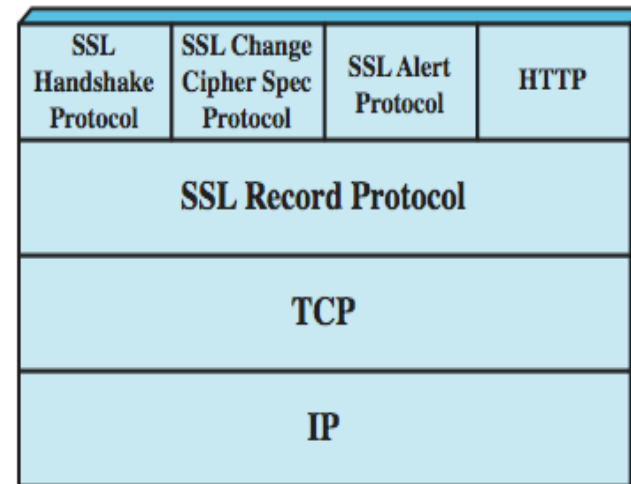 SSL
Handshake
Protocol
SSL Change
Cipher Spec
Protocol
SSL Alert
Protocol
HTTP
SSL Record Protocol
TCP
IP